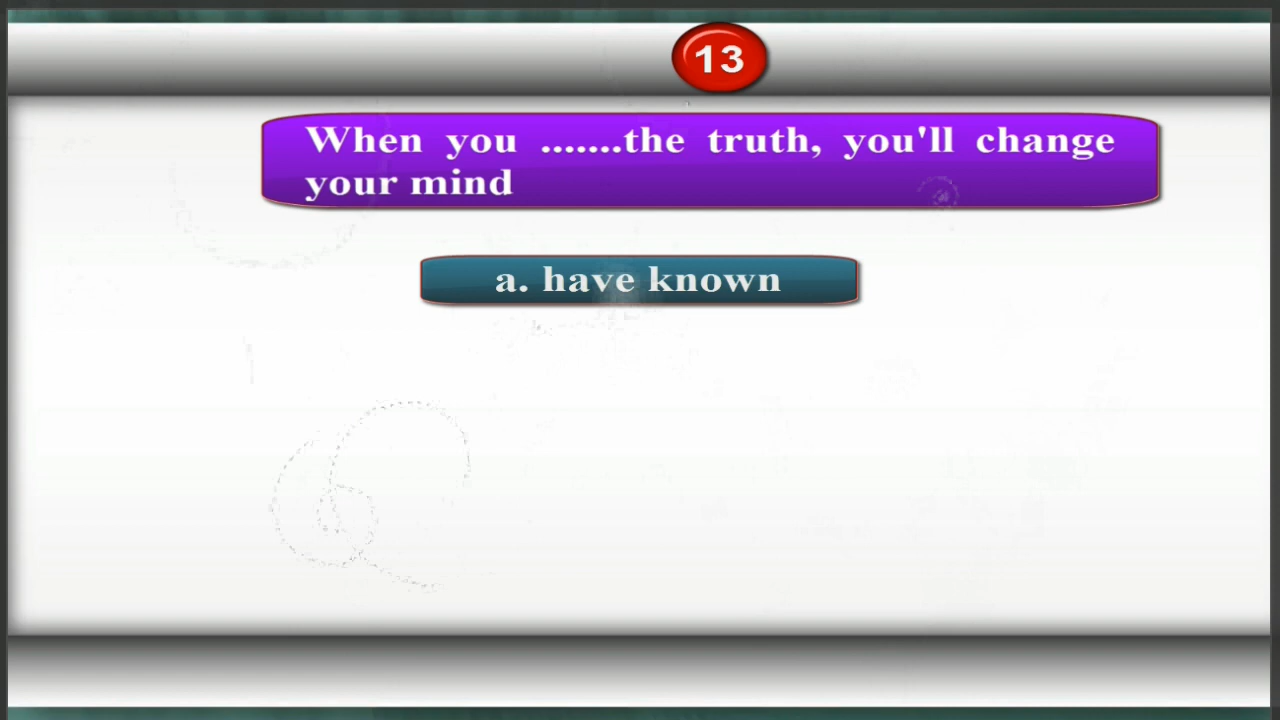 13
When you .......the truth, you'll change
your mind
a. have known